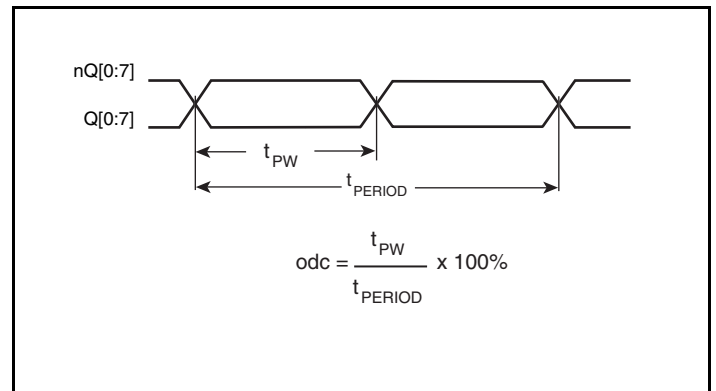 nQ[0:7]
Q[0:7]
tPW
tPERIOD
odc = tPW / tPERIOD x 100%